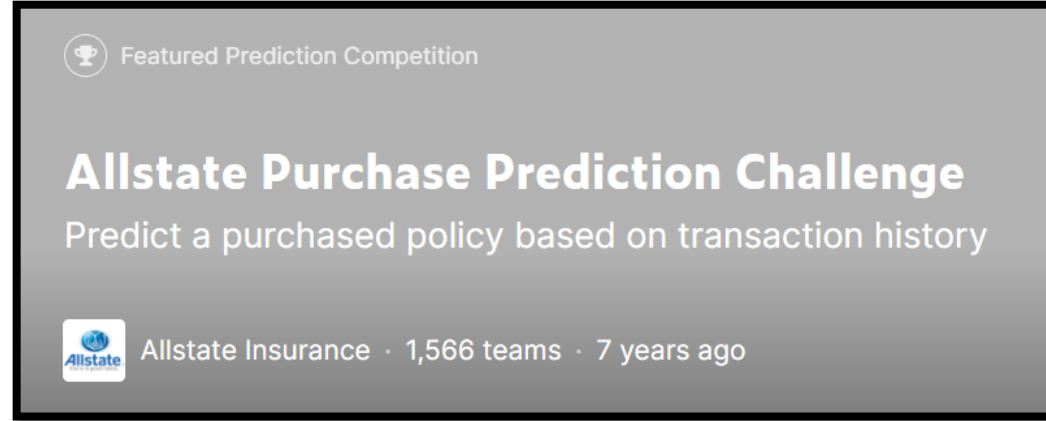 Featured Prediction Competition
Allstate Purchase Prediction Challenge
Predict a purchased policy based on transaction history
Allstate
Allstate Insurance · 1,566 teams · 7 years ago